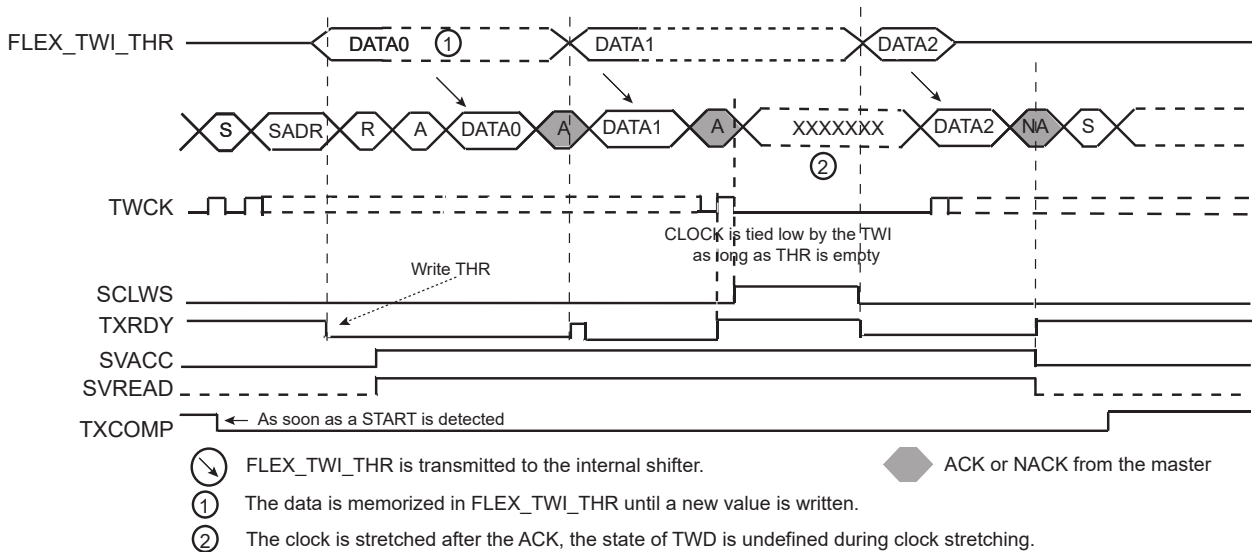 FLEX_TWI_THR DATA0 1 DATA1 DATA2
S SADR R A DATA0 A DATA1 A XXXXXXX DATA2 NA S
2
TWCK
CLOCK is tied low by the TWI
as long as THR is empty
Write THR
SCLWS
TXRDY
SVACC
SVREAD
TXCOMP As soon as a START is detected
FLEX_TWI_THR is transmitted to the internal shifter. ACK or NACK from the master
1 The data is memorized in FLEX_TWI_THR until a new value is written.
2 The clock is stretched after the ACK, the state of TWD is undefined during clock stretching.